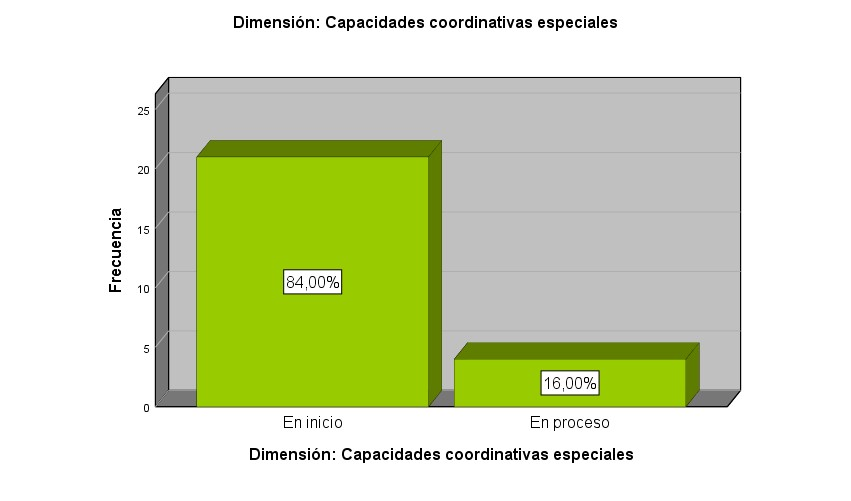 Dimensión: Capacidades coordinativas especiales
Frecuencia
25
20
15
10
5
0
84,00%
16,00%
En inicio
En proceso
Dimensión: Capacidades coordinativas especiales